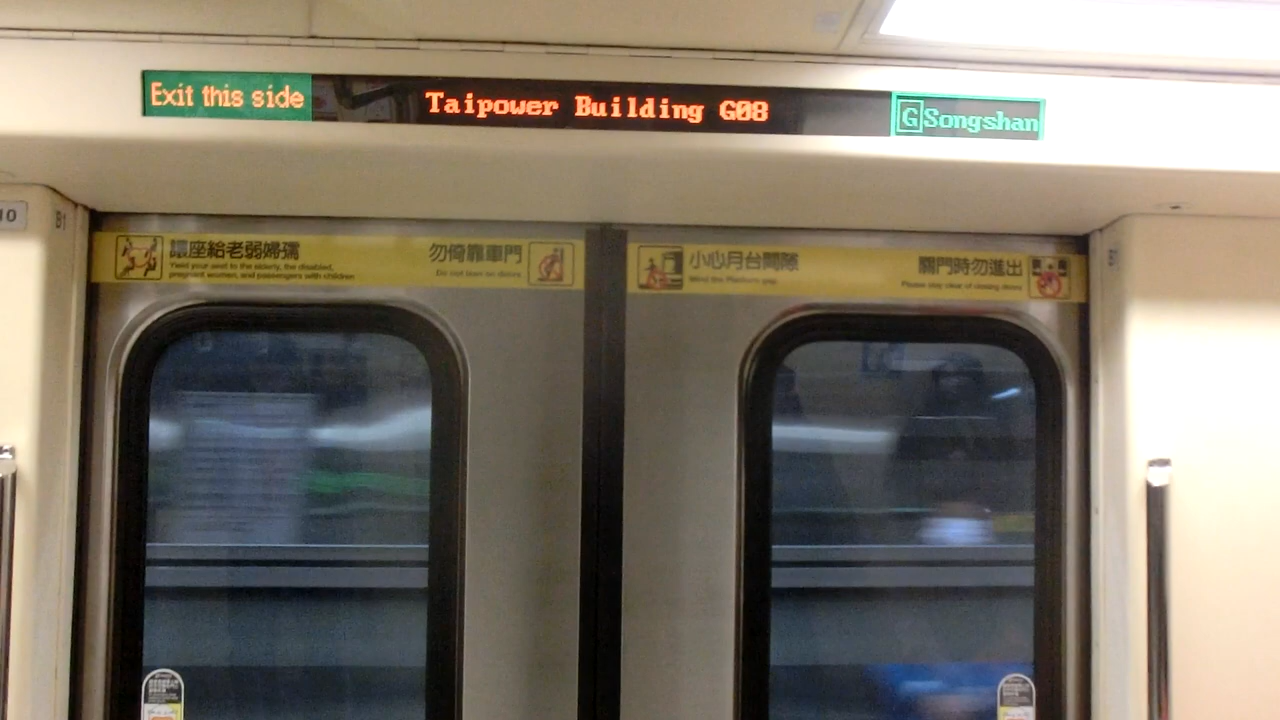 Exit this side
Taipower Building G08
G Songshan
10
B1
讓座給老弱婦孺
Yield your seat to the elderly, the disabled,
pregnant women, and passengers with children
勿倚靠車門
Do not lean on doors
小心月台間隙
Mind the Platform gap
關門時勿進出
Please stay clear of closing doors
B1